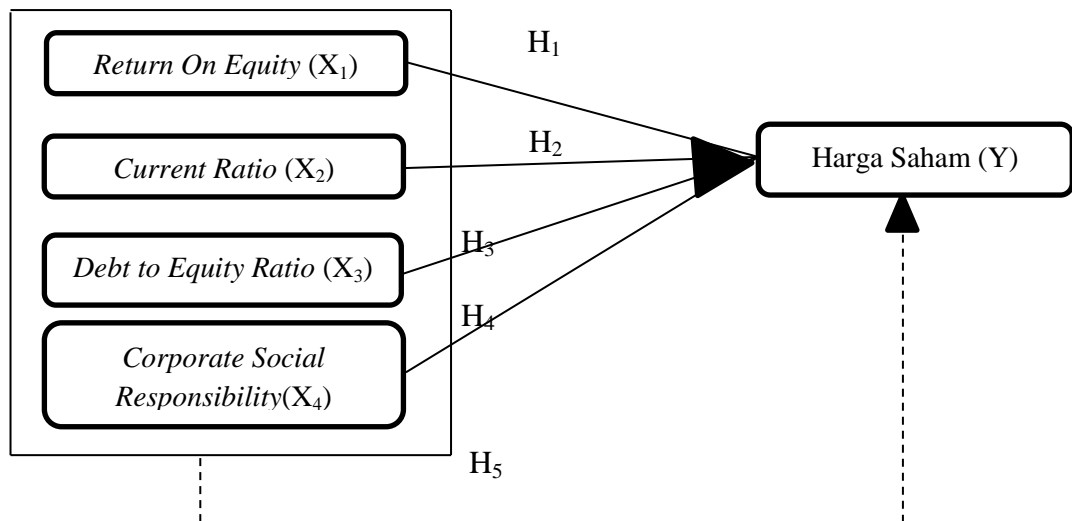 H₁
Return On Equity (X₁)
H₂
Harga Saham (Y)
Current Ratio (X₂)
H₃
Debt to Equity Ratio (X₃)
H₄
Corporate Social
Responsibility(X₄)
H₅